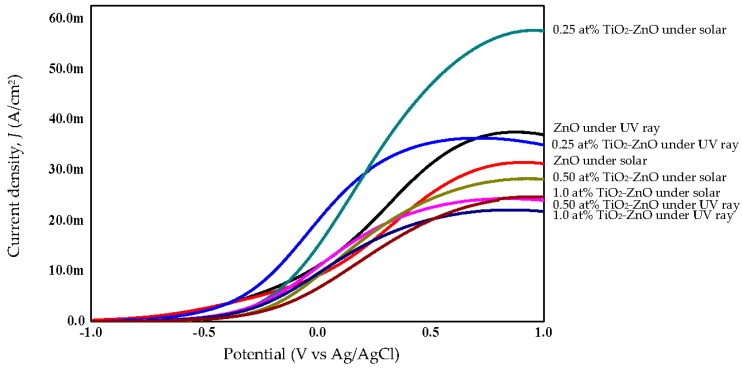 60.0m
50.0m
40.0m
30.0m
20.0m
10.0m
0.0
-1.0
-0.5
0.0
0.5
1.0
Current density, J (A/cm²)
Potential (V vs Ag/AgCl)
0.25 at% TiO₂-ZnO under solar
ZnO under UV ray
0.25 at% TiO₂-ZnO under UV ray
ZnO under solar
0.50 at% TiO₂-ZnO under solar
1.0 at% TiO₂-ZnO under solar
0.50 at% TiO₂-ZnO under UV ray
1.0 at% TiO₂-ZnO under UV ray